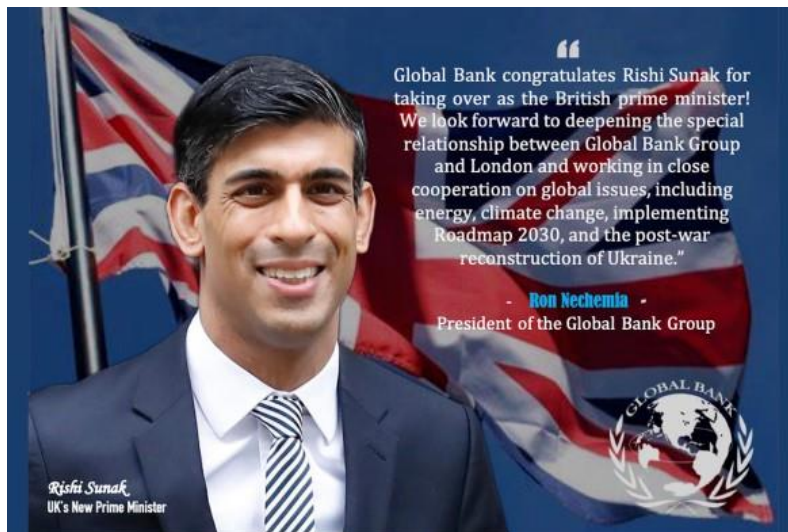 “
Global Bank congratulates Rishi Sunak for
taking over as the British prime minister!
We look forward to deepening the special
relationship between Global Bank Group
and London and working in close
cooperation on global issues, including
energy, climate change, implementing
Roadmap 2030, and the post-war
reconstruction of Ukraine.”
- Ron Nechemia -
President of the Global Bank Group
GLOBAL BANK
Rishi Sunak
UK's New Prime Minister